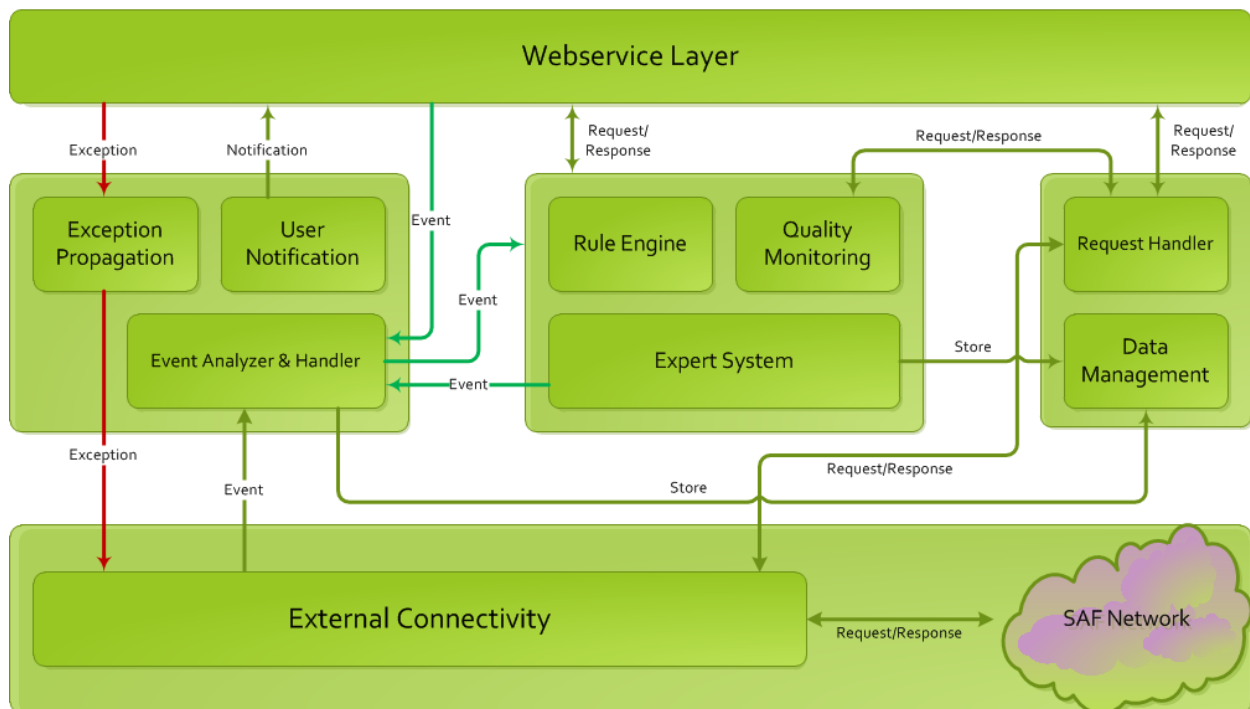 Webservice Layer
Exception
Notification
Event
Request/
Response
Request/Response
Request/
Response
Exception
Propagation
User
Notification
Event
Rule Engine
Quality
Monitoring
Request Handler
Event Analyzer & Handler
Event
Expert System
Store
Data
Management
Exception
Event
Store
Request/Response
External Connectivity
Request/Response
SAF Network